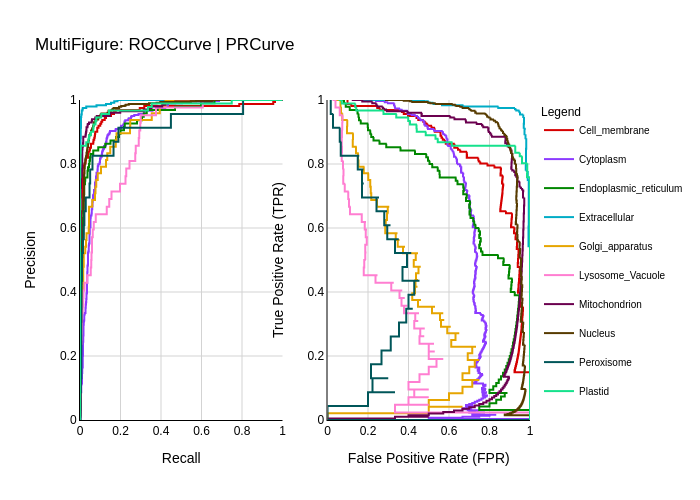 MultiFigure: ROCCurve | PRCurve
Precision
1
0.8
0.6
0.4
0.2
0
0 0.2 0.4 0.6 0.8 1
Recall
True Positive Rate (TPR)
1
0.8
0.6
0.4
0.2
0
0 0.2 0.4 0.6 0.8 1
False Positive Rate (FPR)
Legend
Cell_membrane
Cytoplasm
Endoplasmic_reticulum
Extracellular
Golgi_apparatus
Lysosome_Vacuole
Mitochondrion
Nucleus
Peroxisome
Plastid